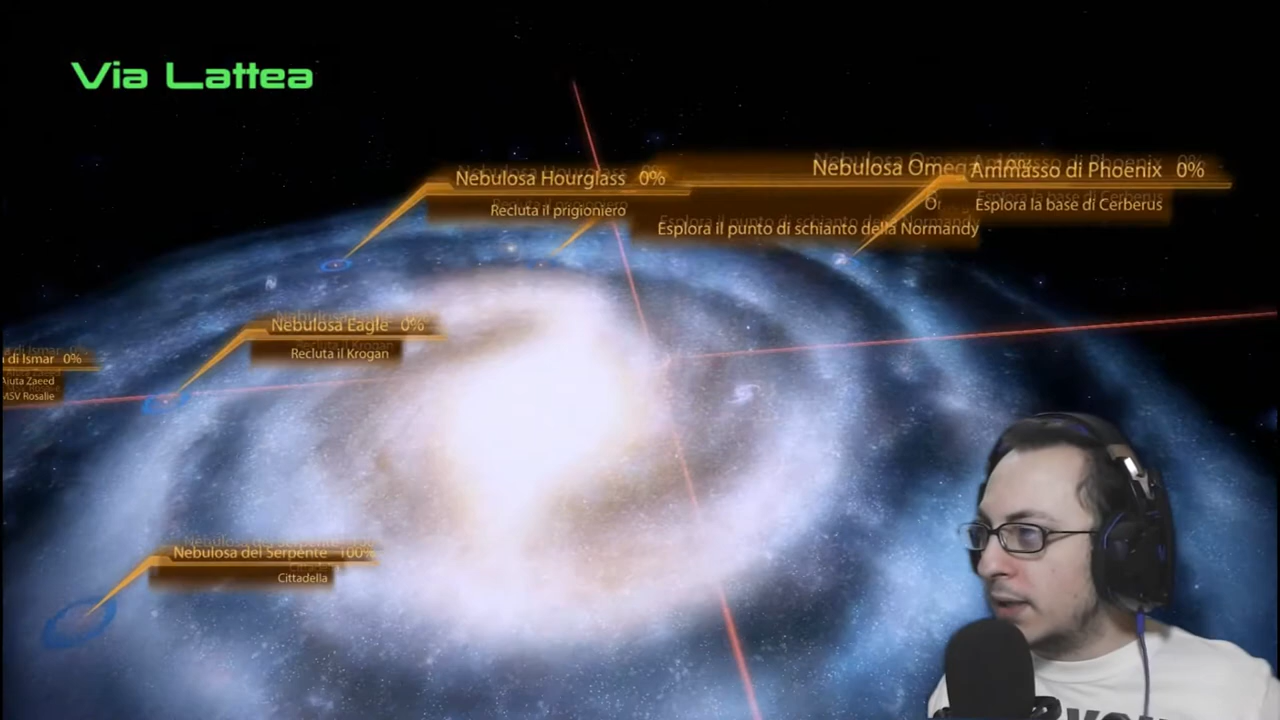 Via Lattea
Nebulosa Hourglass 0%
Recluta il prigioniero
Nebulosa Omega
Esplora il punto di schianto della Normandy
Ammasso di Phoenix 0%
Esplora la base di Cerberus
Nebulosa Eagle 0%
Recluta il Krogan
di Ismar 0%
Aiuta Zaeed
MSV Rosalie
Nebulosa del Serpente 100%
Cittadella